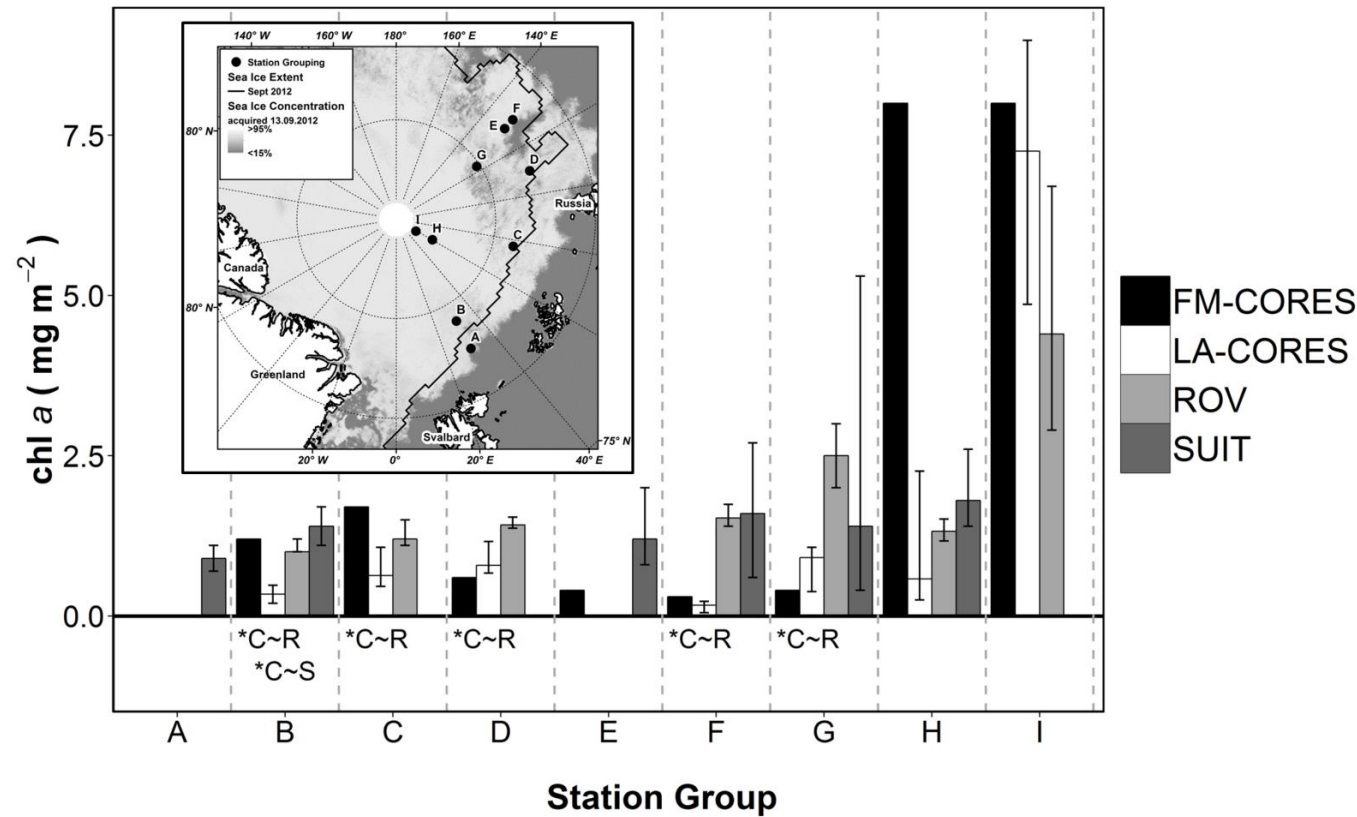 140° W 160° W 180° 160° E 140° E
Station Grouping
Sea Ice Extent
Sept 2012
Sea Ice Concentration
acquired 13.09.2012
>95%
<15%
80° N
80° N
75° N
20° W 0° 20° E 40° E
F
E
G
D
Russia
I
H
C
Canada
B
A
Greenland
Svalbard
chl a ( mg m⁻²)
7.5
5.0
2.5
0.0
*C~R *C~R *C~R *C~R *C~R
*C~S
A B C D E F G H I
Station Group
FM-CORES
LA-CORES
ROV
SUIT